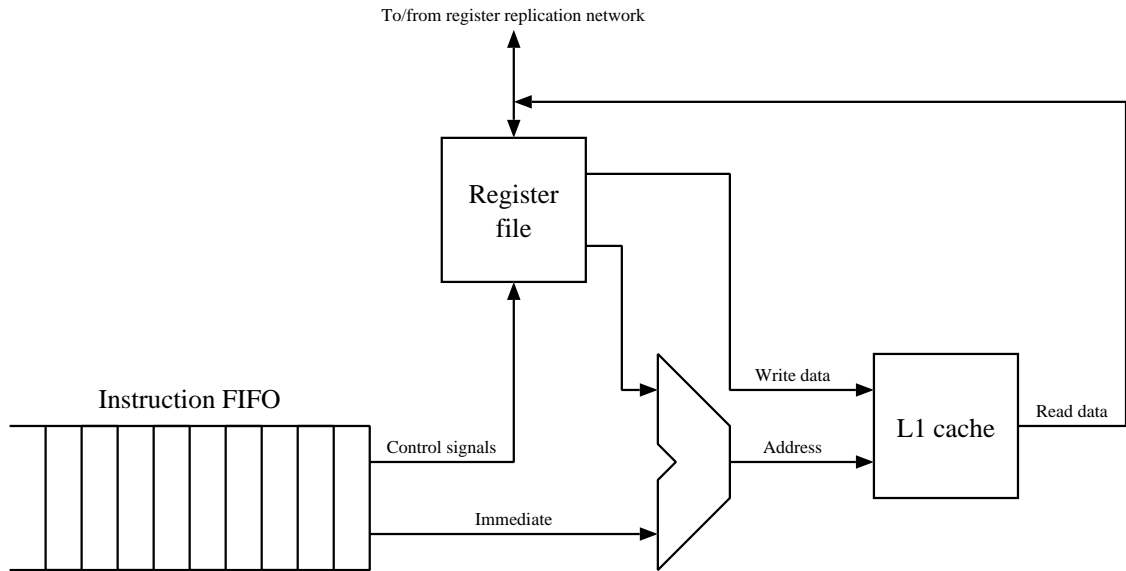 To/from register replication network
Register
file
Instruction FIFO
Write data
L1 cache
Read data
Control signals
Address
Immediate